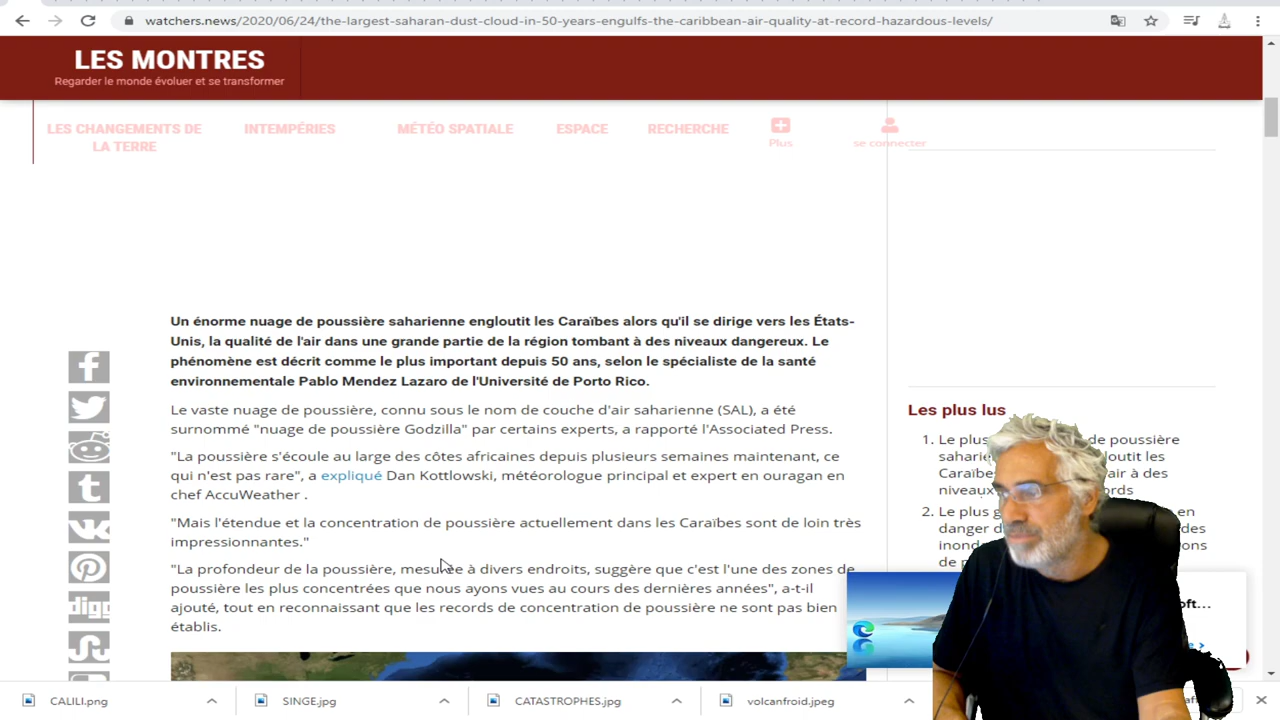 watchers.news/2020/06/24/the-largest-saharan-dust-cloud-in-50-years-engulfs-the-caribbean-air-quality-at-record-hazardous-levels/
LES MONTRES
Regarder le monde évoluer et se transformer
LES CHANGEMENTS DE
LA TERRE
INTEMPÉRIES
MÉTÉO SPATIALE
ESPACE
RECHERCHE
Plus
se connecter
Un énorme nuage de poussière saharienne engloutit les Caraïbes alors qu'il se dirige vers les États-
Unis, la qualité de l'air dans une grande partie de la région tombant à des niveaux dangereux. Le
phénomène est décrit comme le plus important depuis 50 ans, selon le spécialiste de la santé
environnementale Pablo Mendez Lazaro de l'Université de Porto Rico.
Le vaste nuage de poussière, connu sous le nom de couche d'air saharienne (SAL), a été
surnommé "nuage de poussière Godzilla" par certains experts, a rapporté l'Associated Press.
"La poussière s'écoule au large des côtes africaines depuis plusieurs semaines maintenant, ce
qui n'est pas rare", a expliqué Dan Kottlowski, météorologue principal et expert en ouragan en
chef AccuWeather .
"Mais l'étendue et la concentration de poussière actuellement dans les Caraïbes sont de loin très
impressionnantes."
"La profondeur de la poussière, mesurée à divers endroits, suggère que c'est l'une des zones de
poussière les plus concentrées que nous ayons vues au cours des dernières années", a-t-il
ajouté, tout en reconnaissant que les records de concentration de poussière ne sont pas bien
établis.
digg
Les plus lus
1. Le plus de poussière
Caraïbes air à des
2. Le plus en
danger des
CALILI.png
SINGE.jpg
CATASTROPHES.jpg
volcanfroid.jpeg